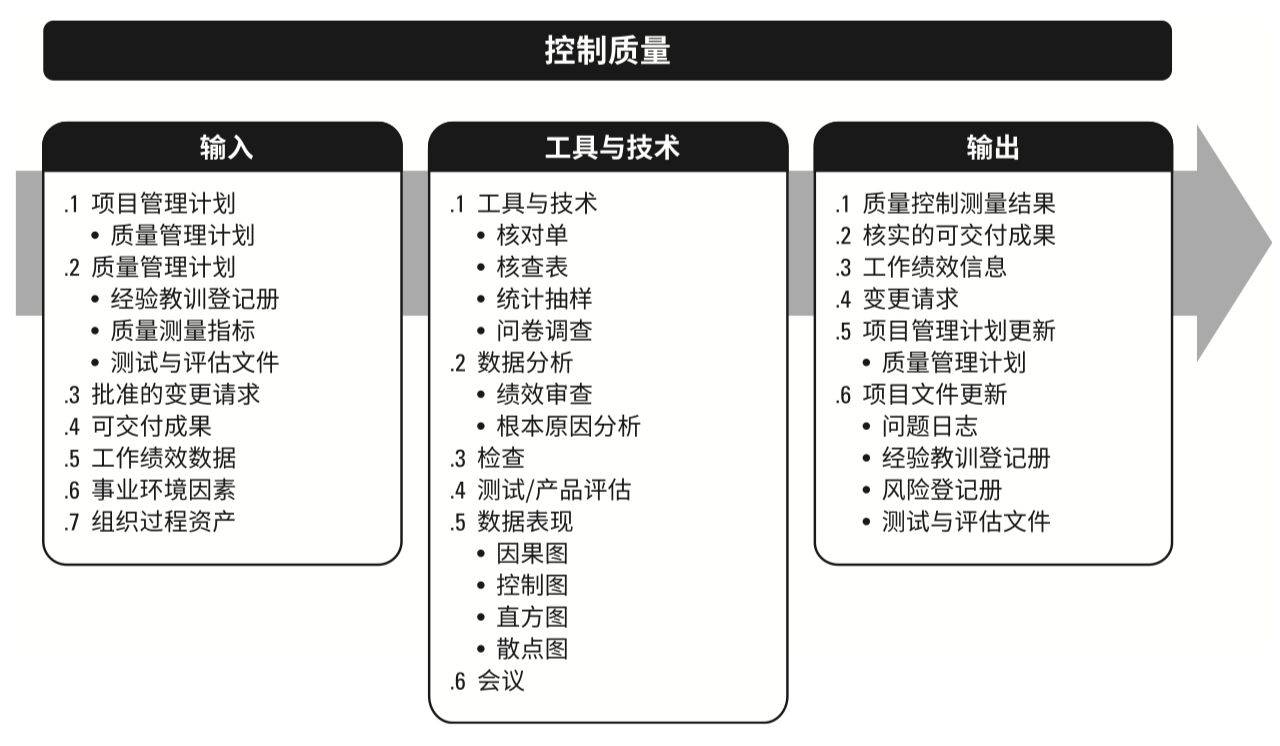 控制质量
输入
.1 项目管理计划
• 质量管理计划
.2 质量管理计划
• 经验教训登记册
• 质量测量指标
• 测试与评估文件
.3 批准的变更请求
.4 可交付成果
.5 工作绩效数据
.6 事业环境因素
.7 组织过程资产
工具与技术
.1 工具与技术
• 核对单
• 核查表
• 统计抽样
• 问卷调查
.2 数据分析
• 绩效审查
• 根本原因分析
.3 检查
.4 测试/产品评估
.5 数据表现
• 因果图
• 控制图
• 直方图
• 散点图
.6 会议
输出
.1 质量控制测量结果
.2 核实的可交付成果
.3 工作绩效信息
.4 变更请求
.5 项目管理计划更新
• 质量管理计划
.6 项目文件更新
• 问题日志
• 经验教训登记册
• 风险登记册
• 测试与评估文件